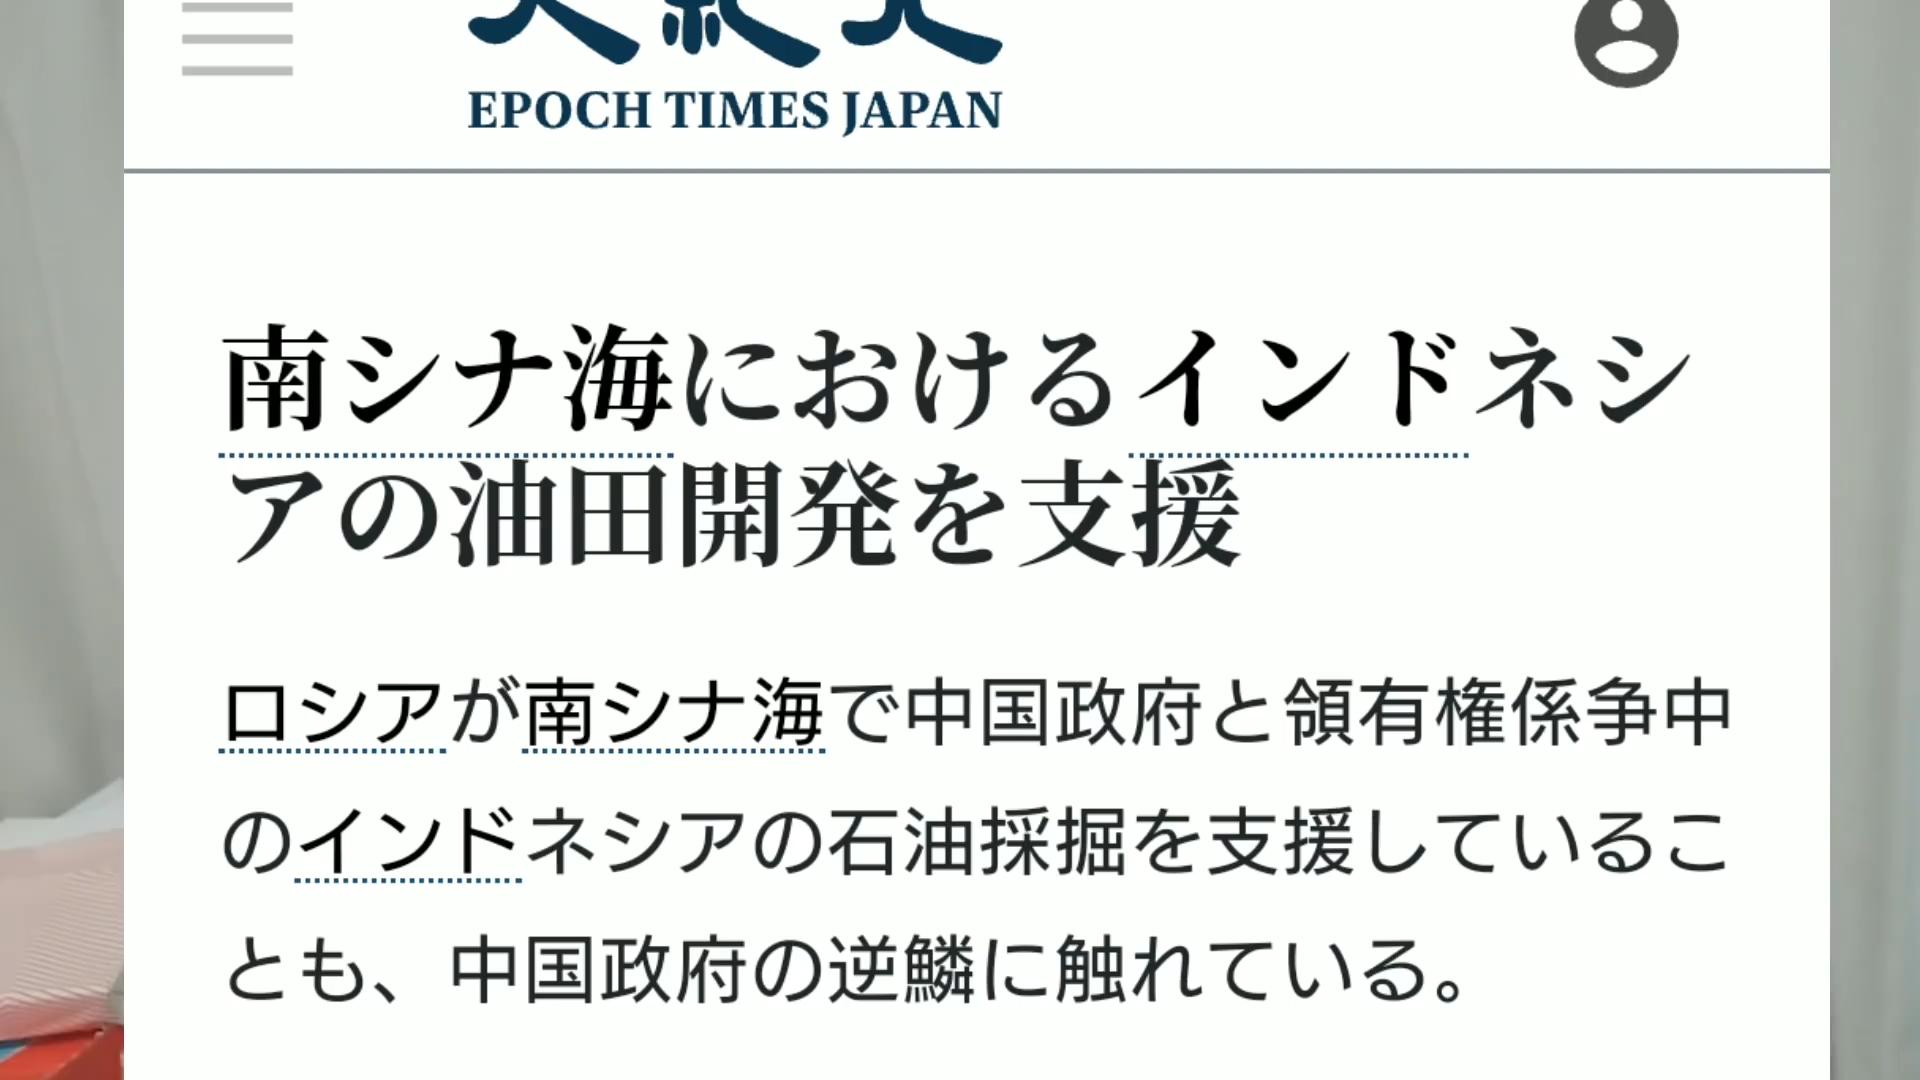 EPOCH TIMES JAPAN
南シナ海におけるインドネシ
アの油田開発を支援
ロシアが南シナ海で中国政府と領有権係争中
のインドネシアの石油採掘を支援しているこ
とも、中国政府の逆鱗に触れている。